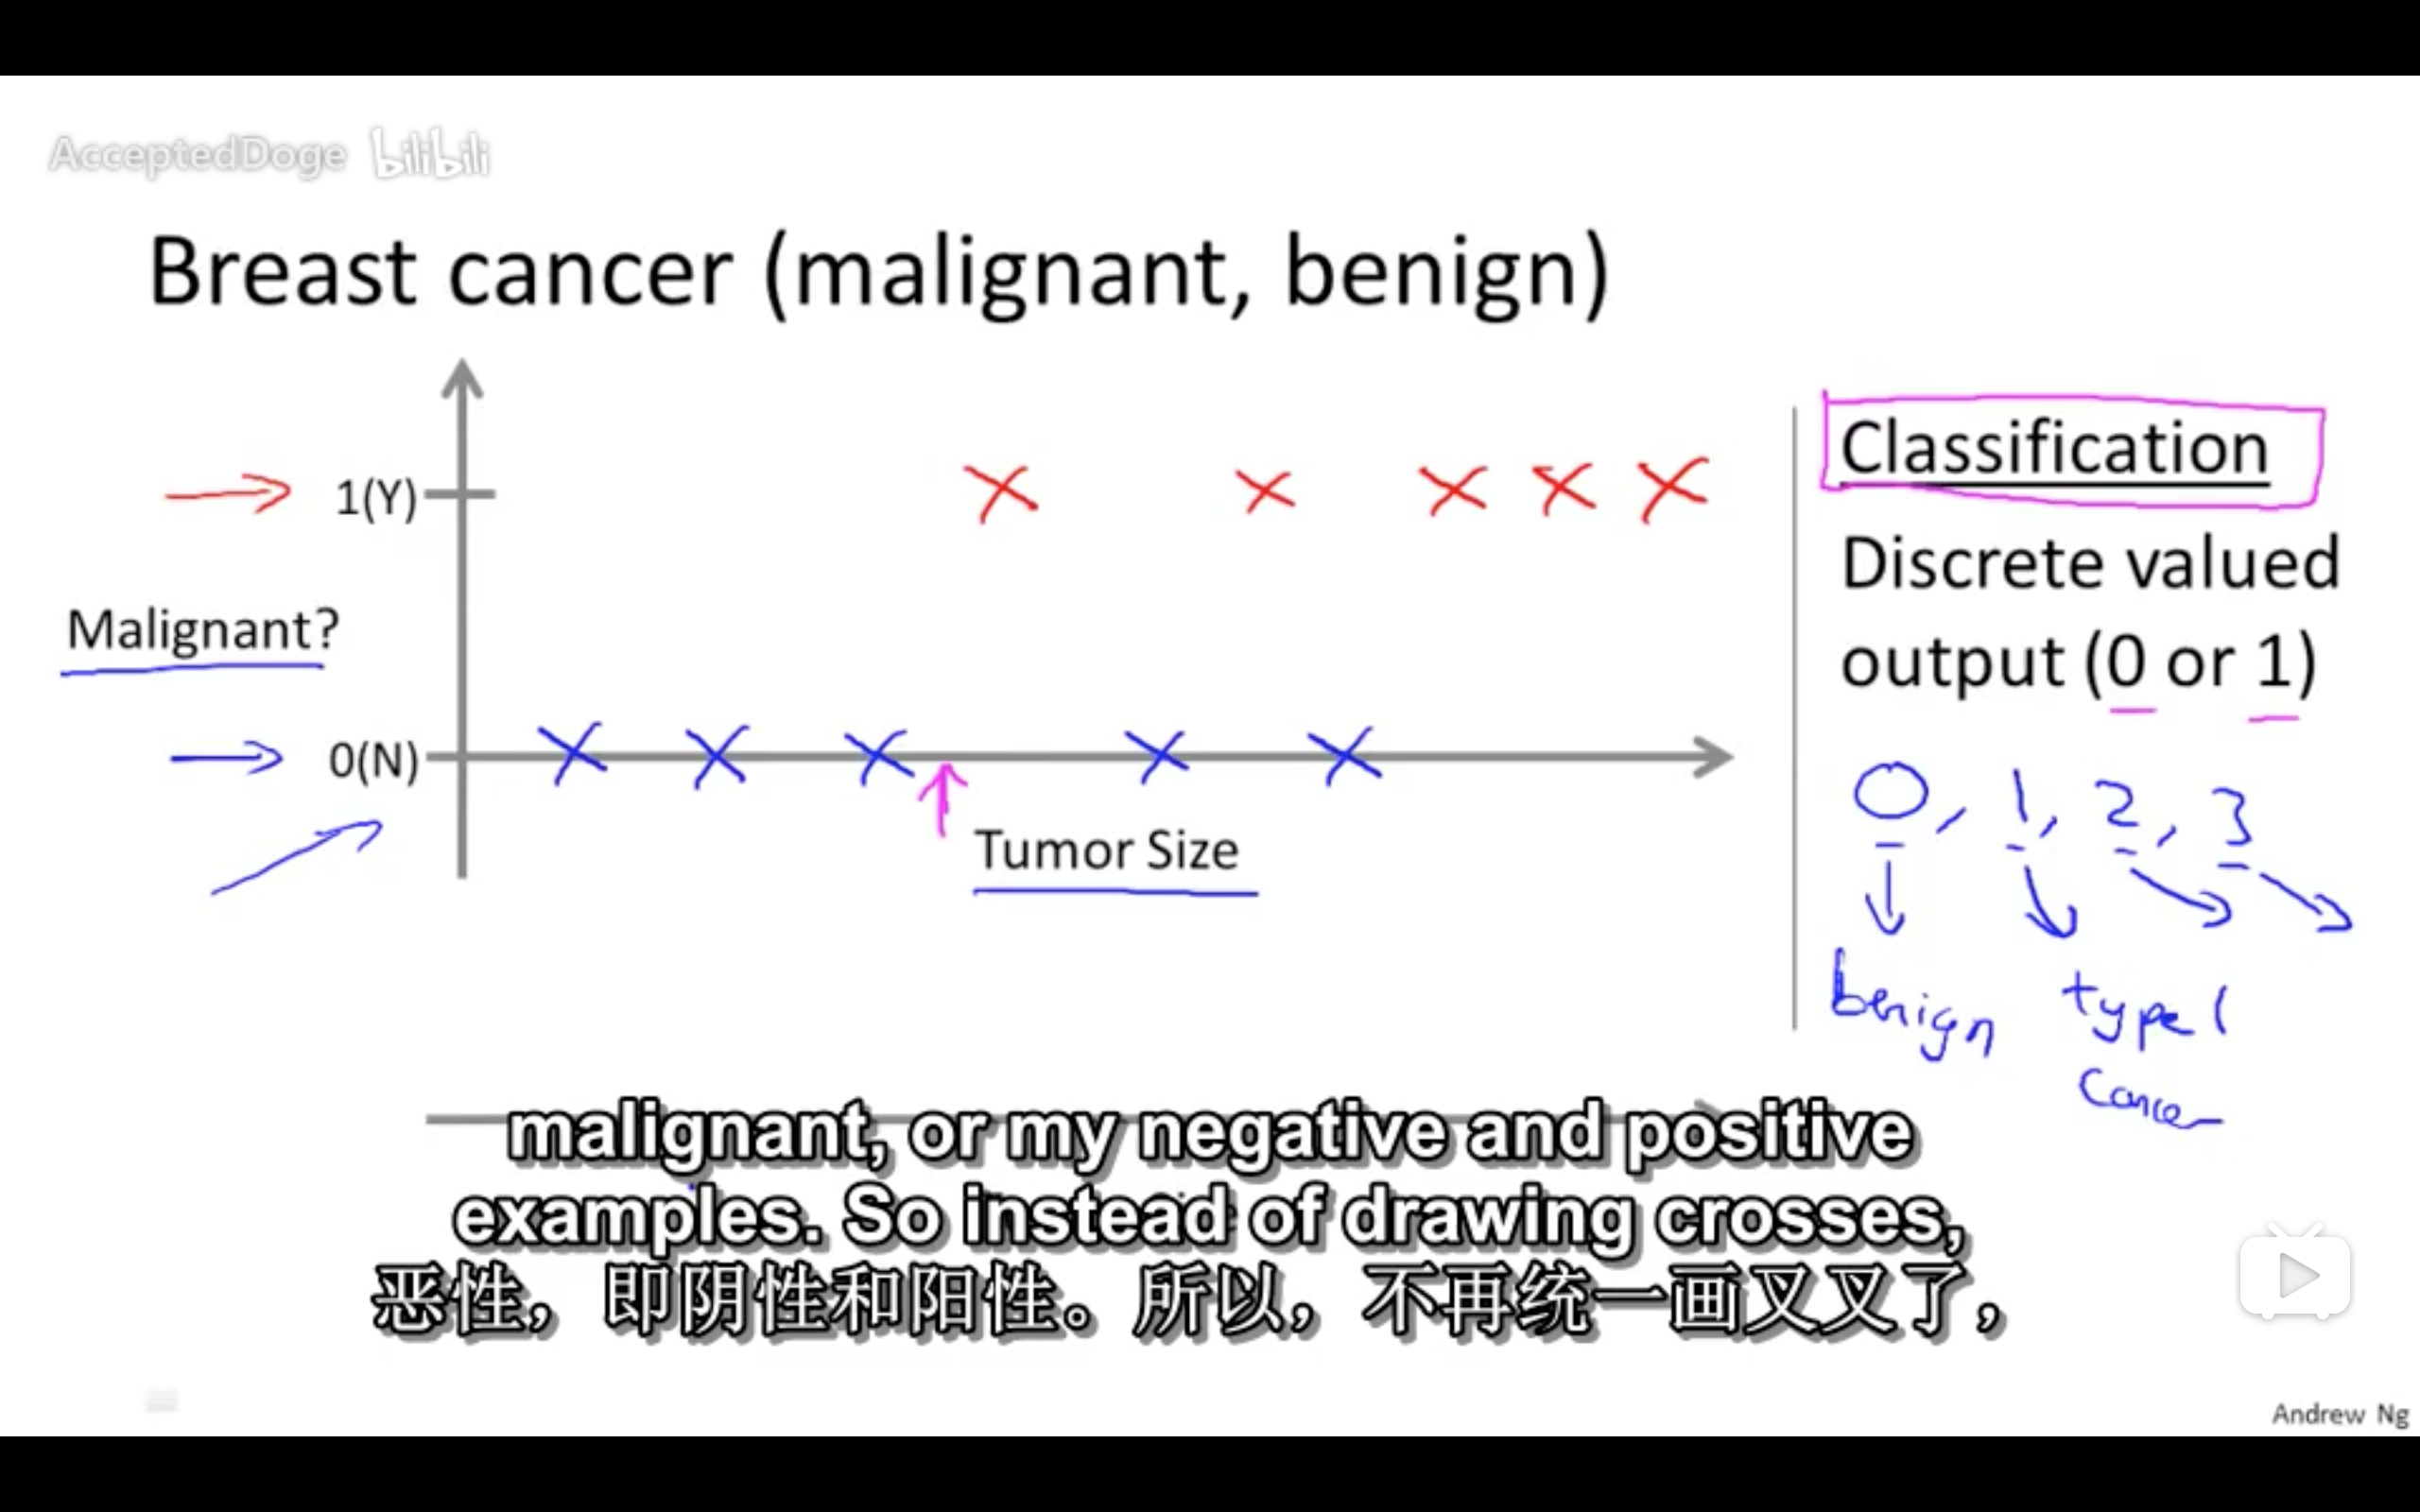 AcceptedDoge bilibili
Breast cancer (malignant, benign)
1(Y)
Malignant?
0(N)
Tumor Size
Classification
Discrete valued
output (0 or 1)
0, 1, 2, 3
benign
type 1
cancer
malignant, or my negative and positive
examples. So instead of drawing crosses,
恶性，即阴性和阳性。所以，不再统一画叉叉了，
Andrew Ng